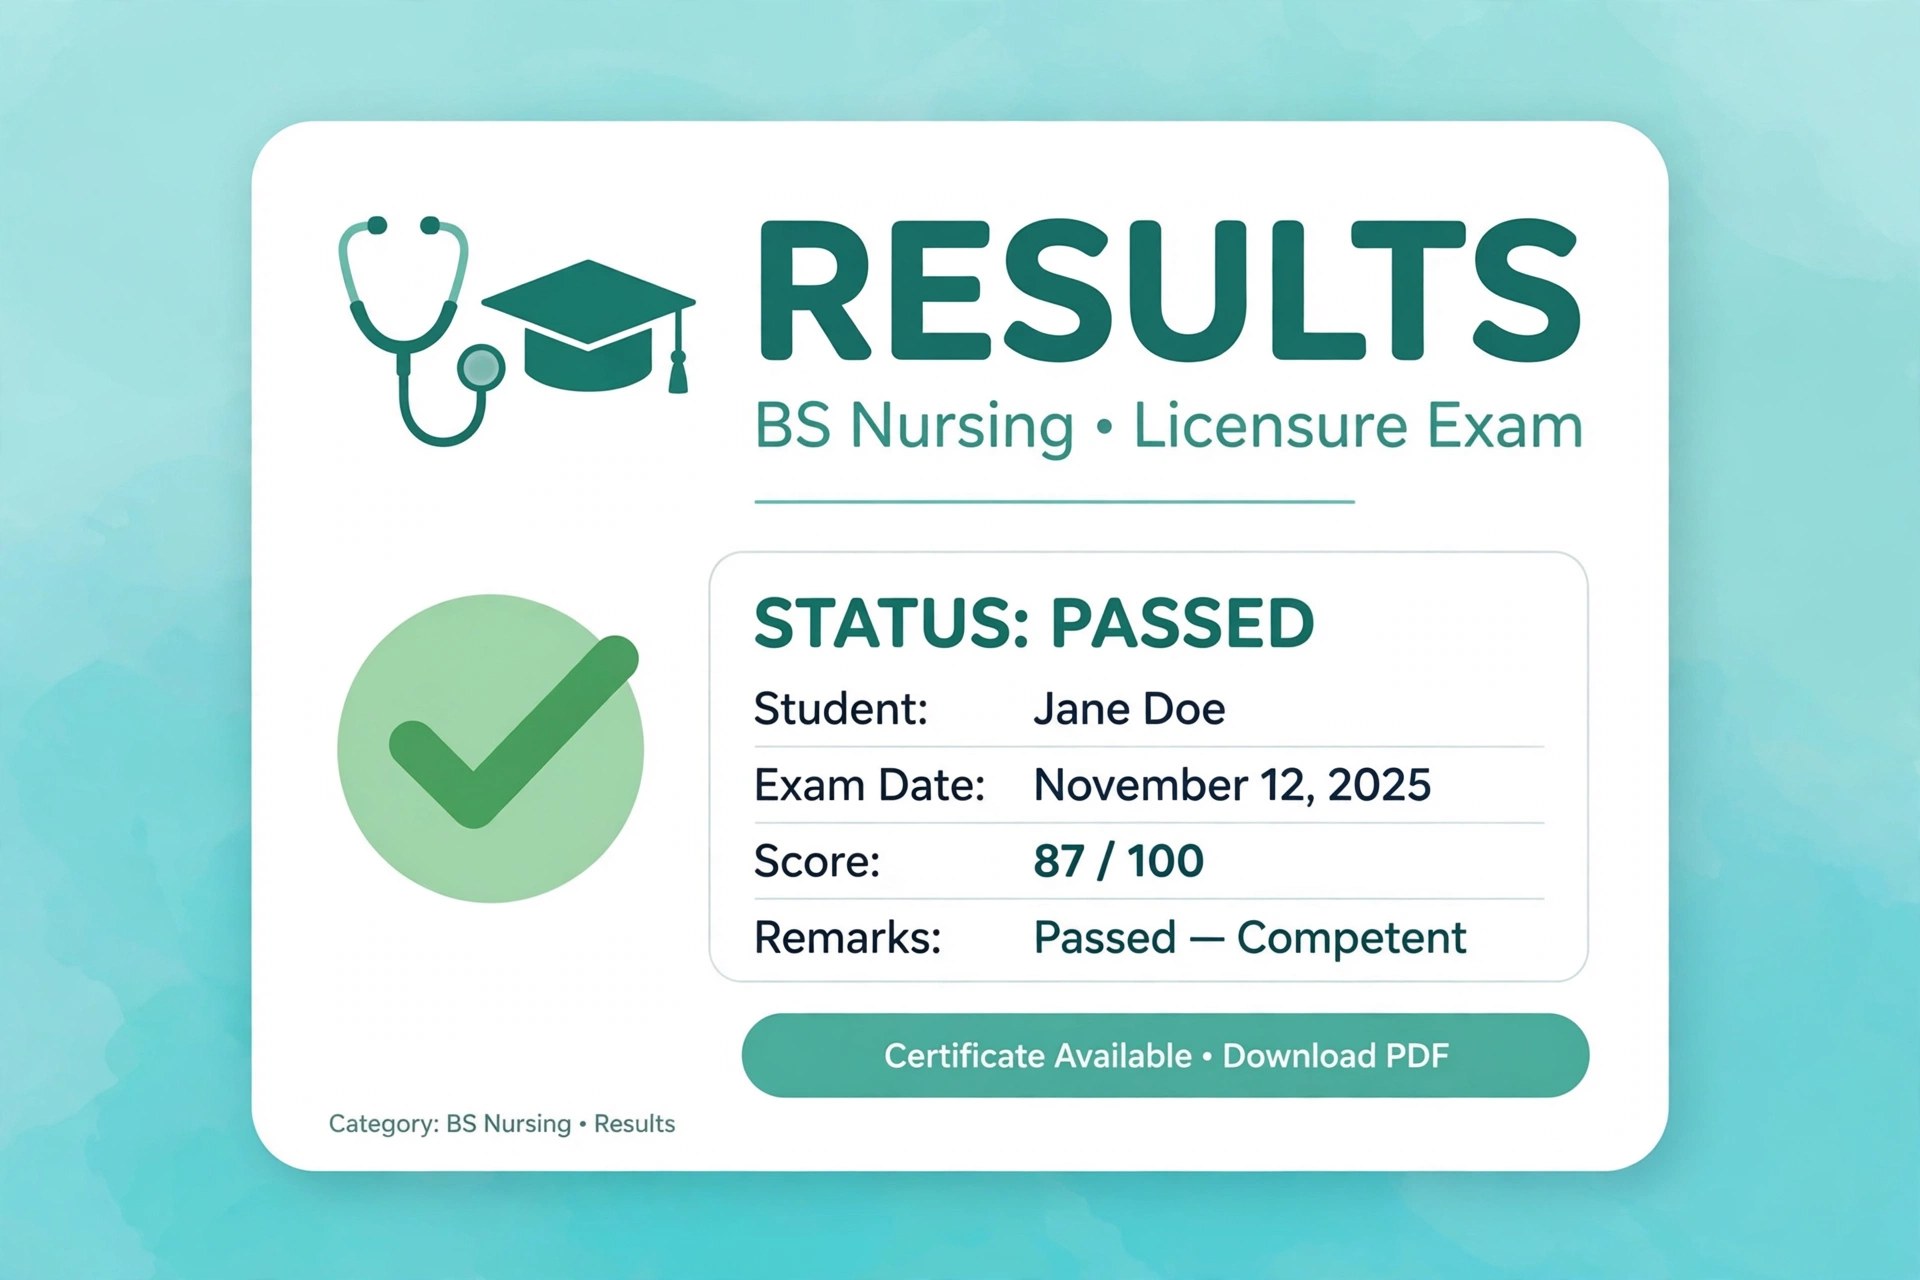 RESULTS
BS Nursing • Licensure Exam
STATUS: PASSED
Student: Jane Doe
Exam Date: November 12, 2025
Score: 87 / 100
Remarks: Passed — Competent
Certificate Available • Download PDF
Category: BS Nursing • Results